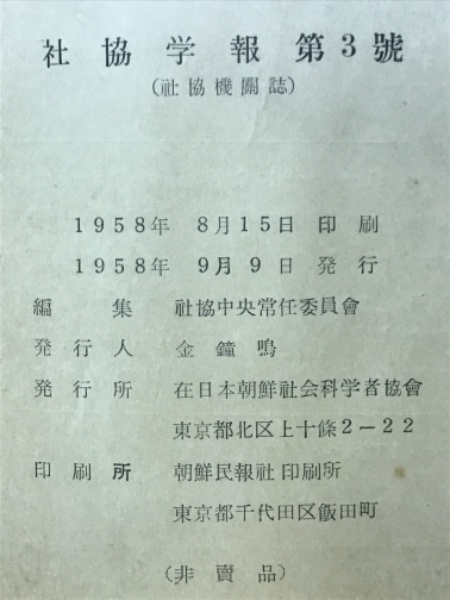 社協学報 第3號
(社協機關誌)
1958年 8月15日 印刷
1958年 9月9日 発行
編集 社協中央常任委員會
発行人 金鐘鳴
発行所 在日本朝鮮社会科学者協會
東京都北区上十條2−22
印刷所 朝鮮民報社印刷所
東京都千代田区飯田町
(非賣品)